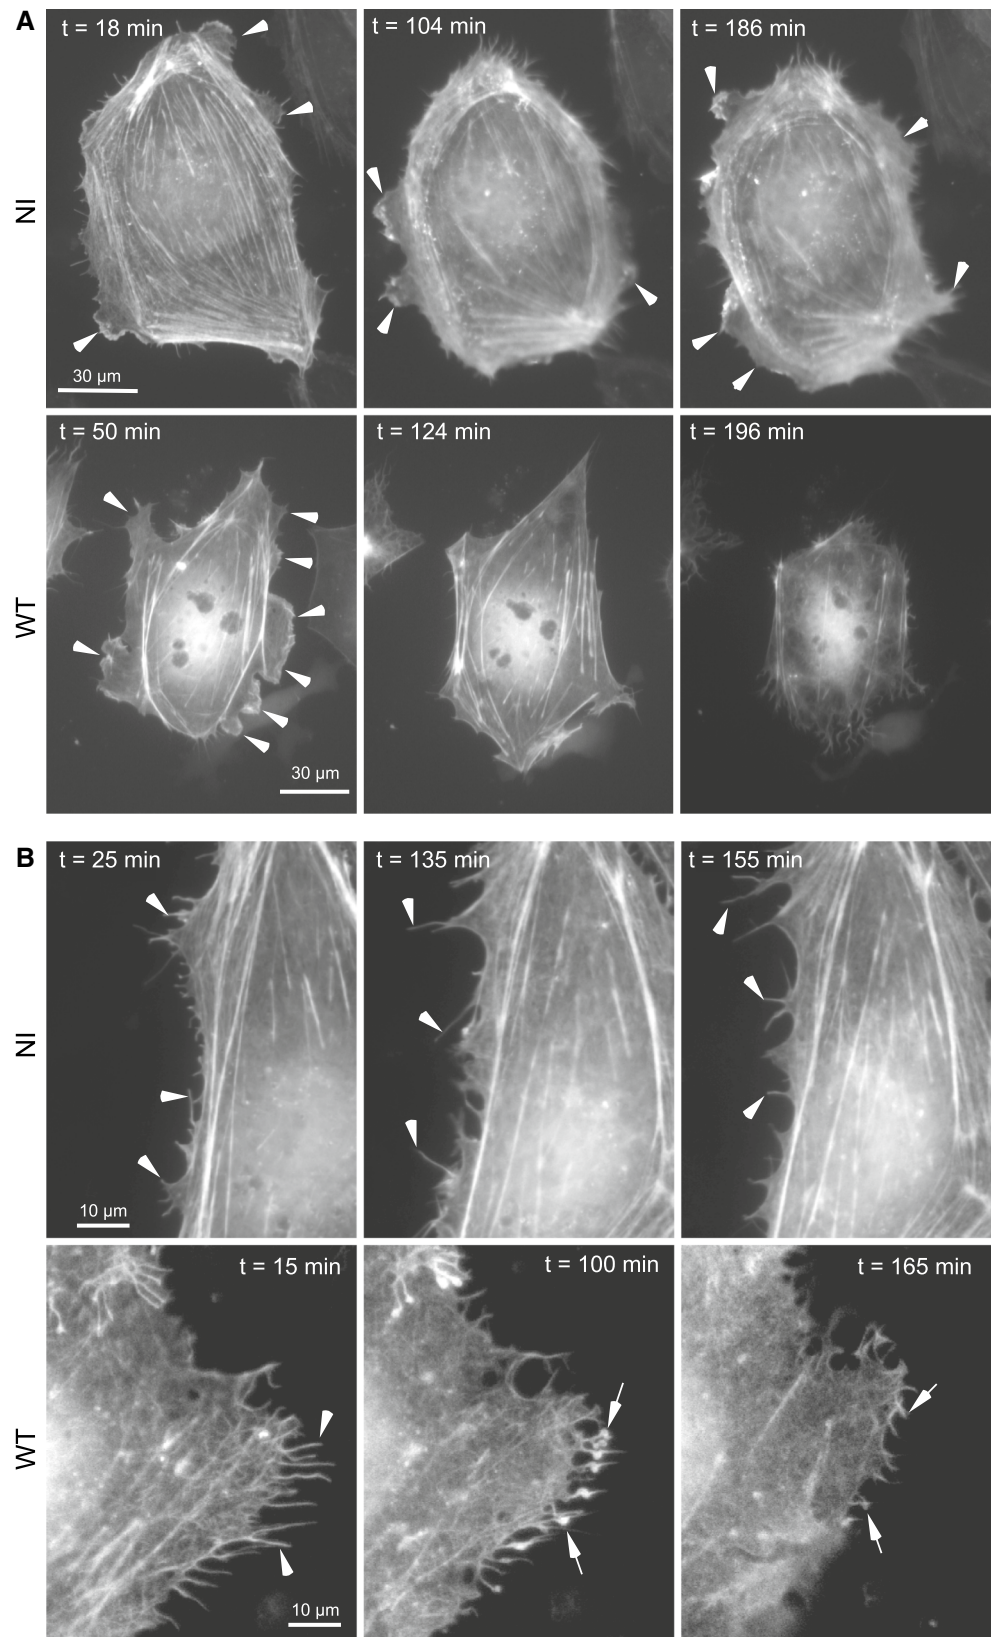 A
t = 18 min
t = 104 min
t = 186 min
NI
30 µm
t = 50 min
t = 124 min
t = 196 min
WT
30 µm
B
t = 25 min
t = 135 min
t = 155 min
NI
10 µm
t = 15 min
t = 100 min
t = 165 min
WT
10 µm